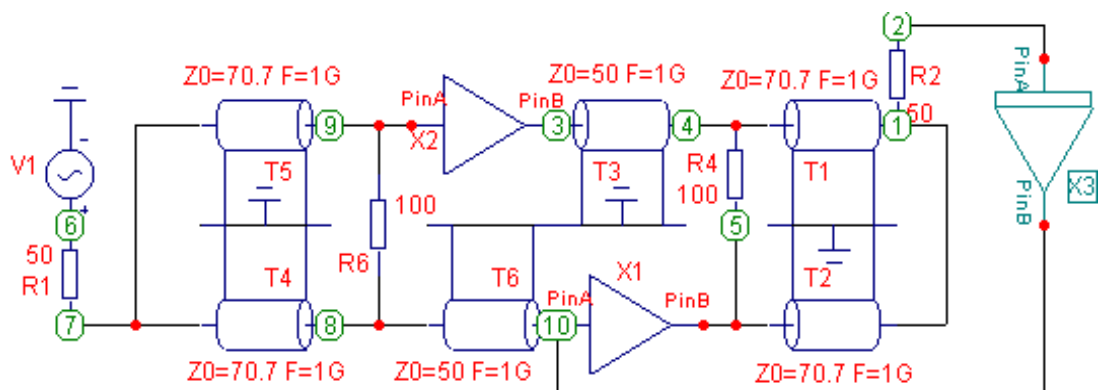 2
Z0=70.7 F=1G
Z0=50 F=1G
Z0=70.7 F=1G
R2
PinA
PinA
PinB
50
9
3
4
1
X2
V1
T5
T3
R4
T1
PinB
X3
100
100
6
5
50
R1
R6
T4
T6
X1
T2
PinA
PinB
7
8
10
Z0=70.7 F=1G
Z0=50 F=1G
Z0=70.7 F=1G